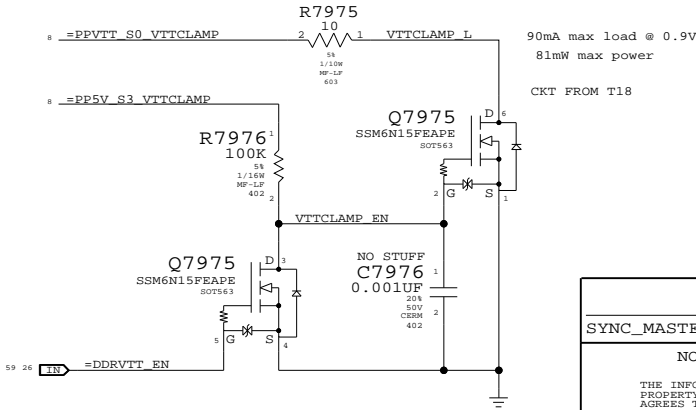 R7975
10
8 =PPVTT_S0_VTTCLAMP 2 1 VTTCLAMP_L
5%
1/10W
MF-LF
603
90mA max load @ 0.9V
81mW max power
CKT FROM T18
8 =PP5V_S3_VTTCLAMP
Q7975
SSM6N15FEAPE
SOT563
D 6
2 G S 1
R7976 1
100K
5%
1/16W
MF-LF
402
2
VTTCLAMP_EN
Q7975
SSM6N15FEAPE
SOT563
D 3
5 G S 4
NO STUFF
C7976 1
0.001UF
20%
50V
CERM
402
2
59 26 IN =DDRVTT_EN
SYNC_MASTE
NO
THE INFO
PROPERTY
AGREES T